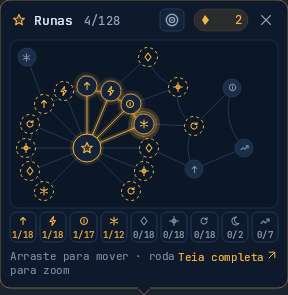 Runas 4/128 2
1/18 1/18 1/17 1/12 0/18 0/18 0/18 0/2 0/7
Arraste para mover · roda Teia completa
para zoom